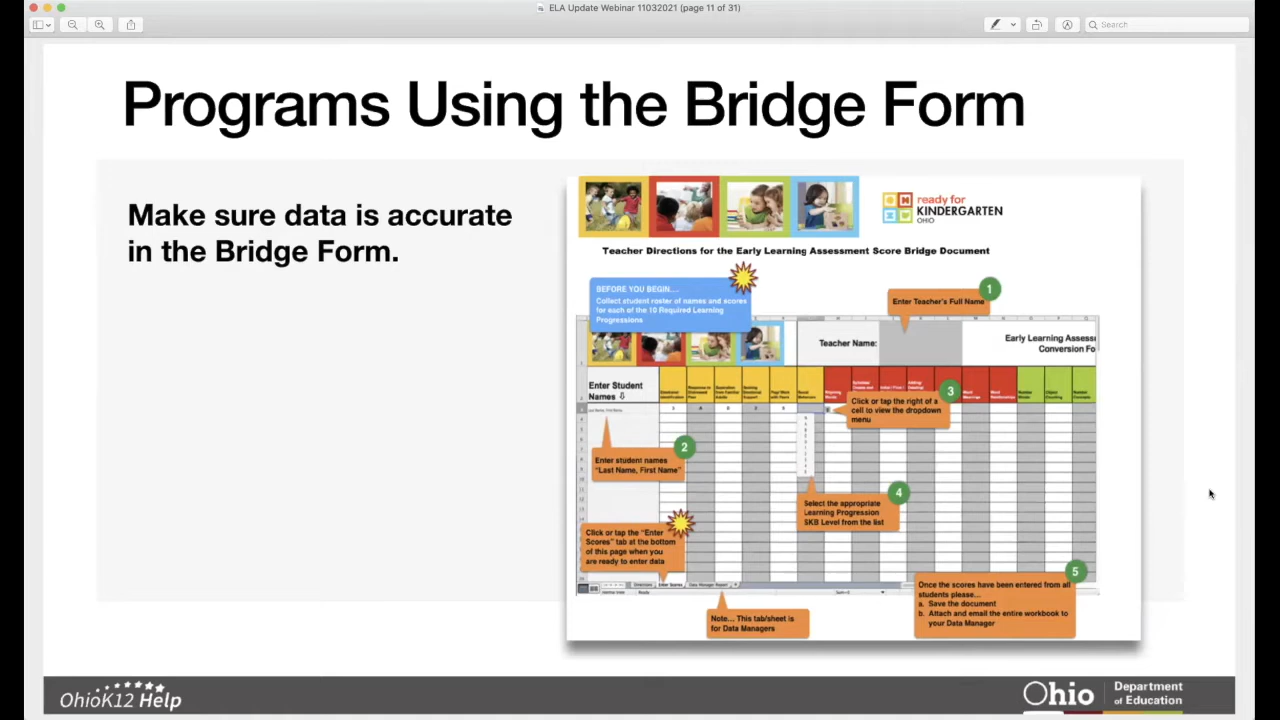 ELA Update Webinar 11032021 (page 11 of 31)
Search
Programs Using the Bridge Form
Make sure data is accurate
in the Bridge Form.
ready for
KINDERGARTEN
OHIO
Teacher Directions for the Early Learning Assessment Score Bridge Document
BEFORE YOU BEGIN....
Collect student roster of names and scores
for each of the 10 Required Learning
Progressions
1
Enter Teacher's Full Name
Teacher Name:
Early Learning Assess
Conversion Fo
Enter Student
Names
3
Click or tap the right of a
cell to view the dropdown
menu
2
Enter student names
"Last Name, First Name"
4
Select the appropriate
Learning Progression
SKB Level from the list
Click or tap the "Enter
Scores" tab at the bottom
of this page when you
are ready to enter data
5
Once the scores have been entered from all
students please...
a. Save the document
b. Attach and email the entire workbook to
your Data Manager
Directions
Enter Scores
Data Manager Report
Ready
Note... This tab/sheet is
for Data Managers
OhioK12 Help
Ohio
Department
of Education